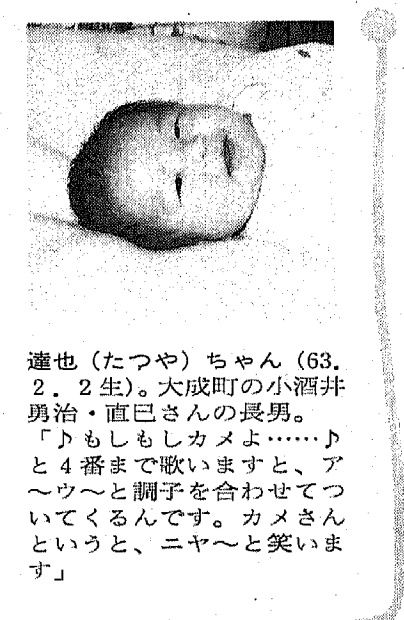 達也(たつや)ちゃん(63.
2.2生)。大成町の小酒井
勇治・直巳さんの長男。
「♪もしもしカメよ……♪
と4番まで歌いますと、ア
〜ウ〜と調子を合わせてつ
いてくるんです。カメさん
というと、ニヤ〜と笑いま
す」